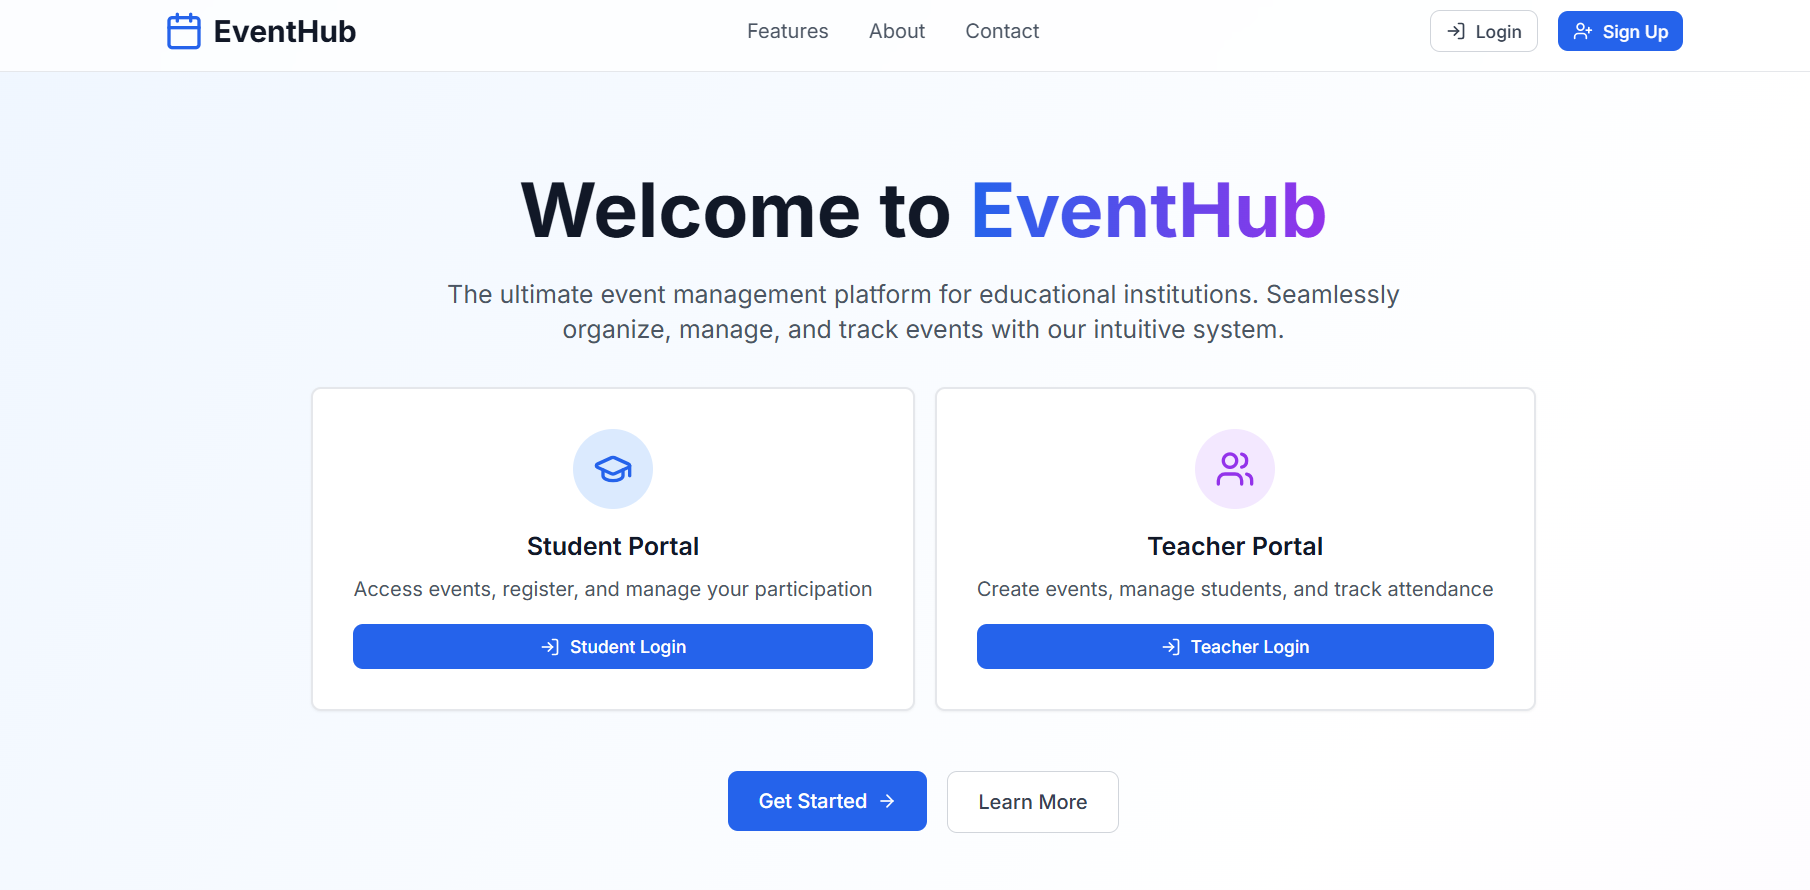 EventHub
Features
About
Contact
Login
Sign Up
Welcome to EventHub
The ultimate event management platform for educational institutions. Seamlessly
organize, manage, and track events with our intuitive system.
Student Portal
Access events, register, and manage your participation
Student Login
Teacher Portal
Create events, manage students, and track attendance
Teacher Login
Get Started
Learn More